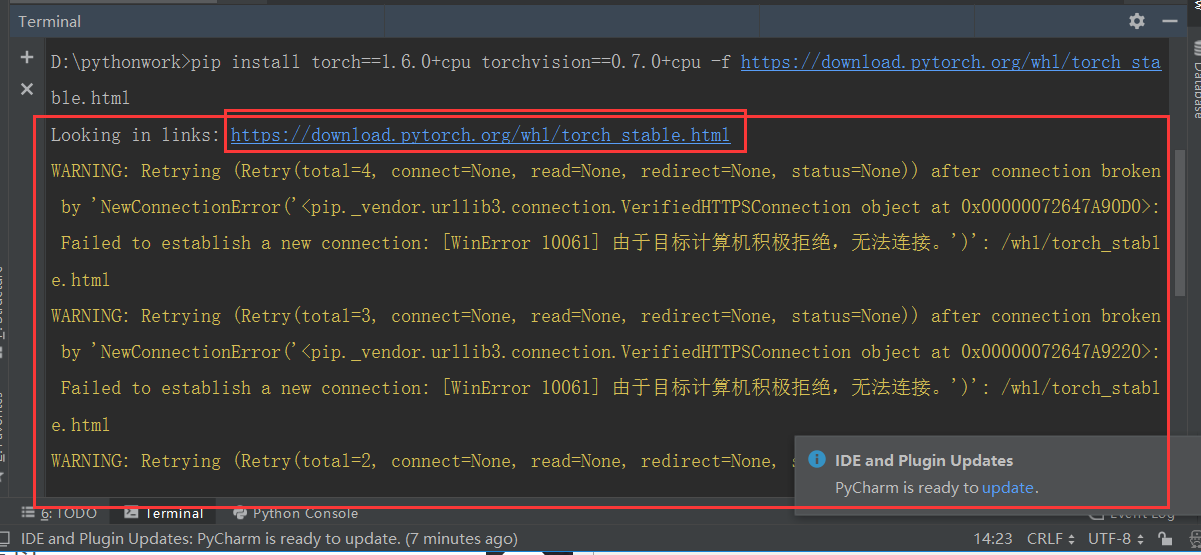 Terminal
D:\pythonwork>pip install torch==1.6.0+cpu torchvision==0.7.0+cpu -f https://download.pytorch.org/whl/torch_sta
ble.html
Looking in links: https://download.pytorch.org/whl/torch_stable.html
WARNING: Retrying (Retry(total=4, connect=None, read=None, redirect=None, status=None)) after connection broken
by 'NewConnectionError('<pip._vendor.urllib3.connection.VerifiedHTTPSConnection object at 0x00000072647A90D0>:
Failed to establish a new connection: [WinError 10061] 由于目标计算机积极拒绝，无法连接。')': /whl/torch_stabl
e.html
WARNING: Retrying (Retry(total=3, connect=None, read=None, redirect=None, status=None)) after connection broken
by 'NewConnectionError('<pip._vendor.urllib3.connection.VerifiedHTTPSConnection object at 0x00000072647A9220>:
Failed to establish a new connection: [WinError 10061] 由于目标计算机积极拒绝，无法连接。')': /whl/torch_stabl
e.html
WARNING: Retrying (Retry(total=2, connect=None, read=None, redirect=None,
IDE and Plugin Updates
PyCharm is ready to update.
6: TODO
Terminal
Python Console
Event Log
IDE and Plugin Updates: PyCharm is ready to update. (7 minutes ago)
14:23 CRLF UTF-8
Database